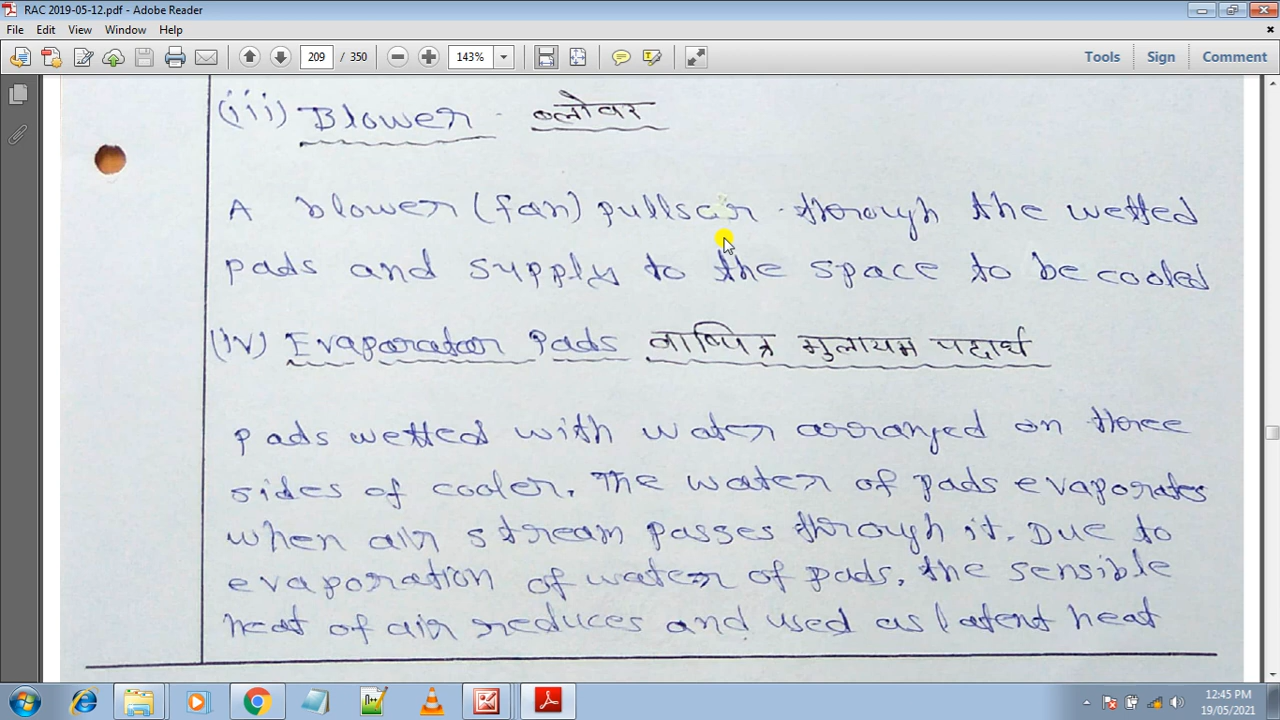 RAC 2019-05-12.pdf - Adobe Reader
File Edit View Window Help
209 / 350 143% Tools Sign Comment
(iii) Blower - ब्लोवर
A blower (fan) pulls air through the wetted
pads and supply to the space to be cooled
(iv) Evaporator Pads वाष्पित्र मुलायम पदार्थ
pads wetted with water arranged on three
sides of cooler. The water of pads evaporates
when air stream passes through it. Due to
evaporation of water of pads, the sensible
heat of air reduces and used as latent heat
12:45 PM
19/05/2021